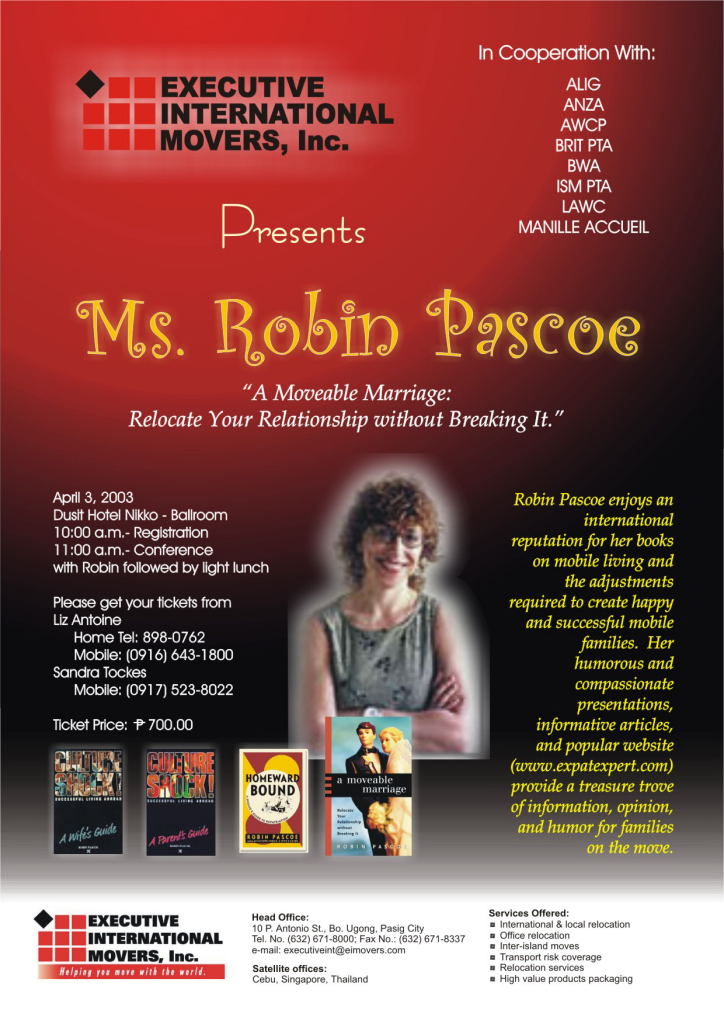 EXECUTIVE
INTERNATIONAL
MOVERS, Inc.
In Cooperation With:
ALIG
ANZA
AWCP
BRIT PTA
BWA
ISM PTA
LAWC
MANILLE ACCUEIL
Presents
Ms. Robin Pascoe
“A Moveable Marriage:
Relocate Your Relationship without Breaking It.”
April 3, 2003
Dusit Hotel Nikko - Ballroom
10:00 a.m.- Registration
11:00 a.m.- Conference
with Robin followed by light lunch
Please get your tickets from
Liz Antoine
Home Tel: 898-0762
Mobile: (0916) 643-1800
Sandra Tockes
Mobile: (0917) 523-8022
Ticket Price: ₱ 700.00
Robin Pascoe enjoys an
international
reputation for her books
on mobile living and
the adjustments
required to create happy
and successful mobile
families. Her
humorous and
compassionate
presentations,
informative articles,
and popular website
(www.expatexpert.com)
provide a treasure trove
of information, opinion,
and humor for families
on the move.
CULTURE
SHOCK!
SUCCESSFUL LIVING ABROAD
A Wife's Guide
ROBIN PASCOE
CULTURE
SHOCK!
SUCCESSFUL LIVING ABROAD
A Parent's Guide
ROBIN PASCOE
HOMEWARD
BOUND
ROBIN PASCOE
a moveable
marriage
Relocate
Your
Relationship
without
Breaking It
ROBIN PASCOE
EXECUTIVE
INTERNATIONAL
MOVERS, Inc.
Helping you move with the world.
Head Office:
10 P. Antonio St., Bo. Ugong, Pasig City
Tel. No. (632) 671-8000; Fax No.: (632) 671-8337
e-mail: executiveint@eimovers.com
Satellite offices:
Cebu, Singapore, Thailand
Services Offered:
International & local relocation
Office relocation
Inter-island moves
Transport risk coverage
Relocation services
High value products packaging